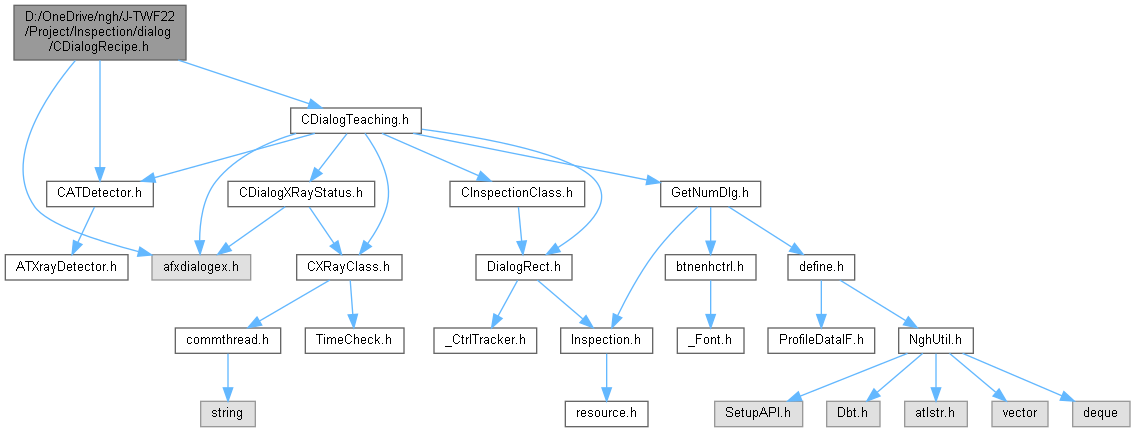 D:/OneDrive/ngh/J-TWF22
/Project/Inspection/dialog
/CDialogRecipe.h
CDialogTeaching.h
CATDetector.h
CDialogXRayStatus.h
CInspectionClass.h
GetNumDlg.h
ATXrayDetector.h
afxdialogex.h
CXRayClass.h
DialogRect.h
btnenhctrl.h
define.h
commthread.h
TimeCheck.h
_CtrlTracker.h
Inspection.h
_Font.h
ProfileDataIF.h
NghUtil.h
string
resource.h
SetupAPI.h
Dbt.h
atlstr.h
vector
deque